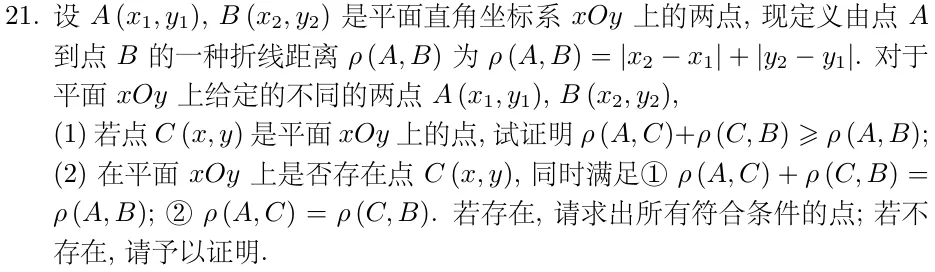 21. 设 A (x₁, y₁), B (x₂, y₂) 是平面直角坐标系 xOy 上的两点, 现定义由点 A
到点 B 的一种折线距离 ρ (A, B) 为 ρ (A, B) = |x₂ − x₁| + |y₂ − y₁|. 对于
平面 xOy 上给定的不同的两点 A (x₁, y₁), B (x₂, y₂),
(1) 若点 C (x, y) 是平面 xOy 上的点, 试证明 ρ (A, C)+ρ (C, B) ⩾ ρ (A, B);
(2) 在平面 xOy 上是否存在点 C (x, y), 同时满足① ρ (A, C) + ρ (C, B) =
ρ (A, B); ② ρ (A, C) = ρ (C, B). 若存在, 请求出所有符合条件的点; 若不
存在, 请予以证明.